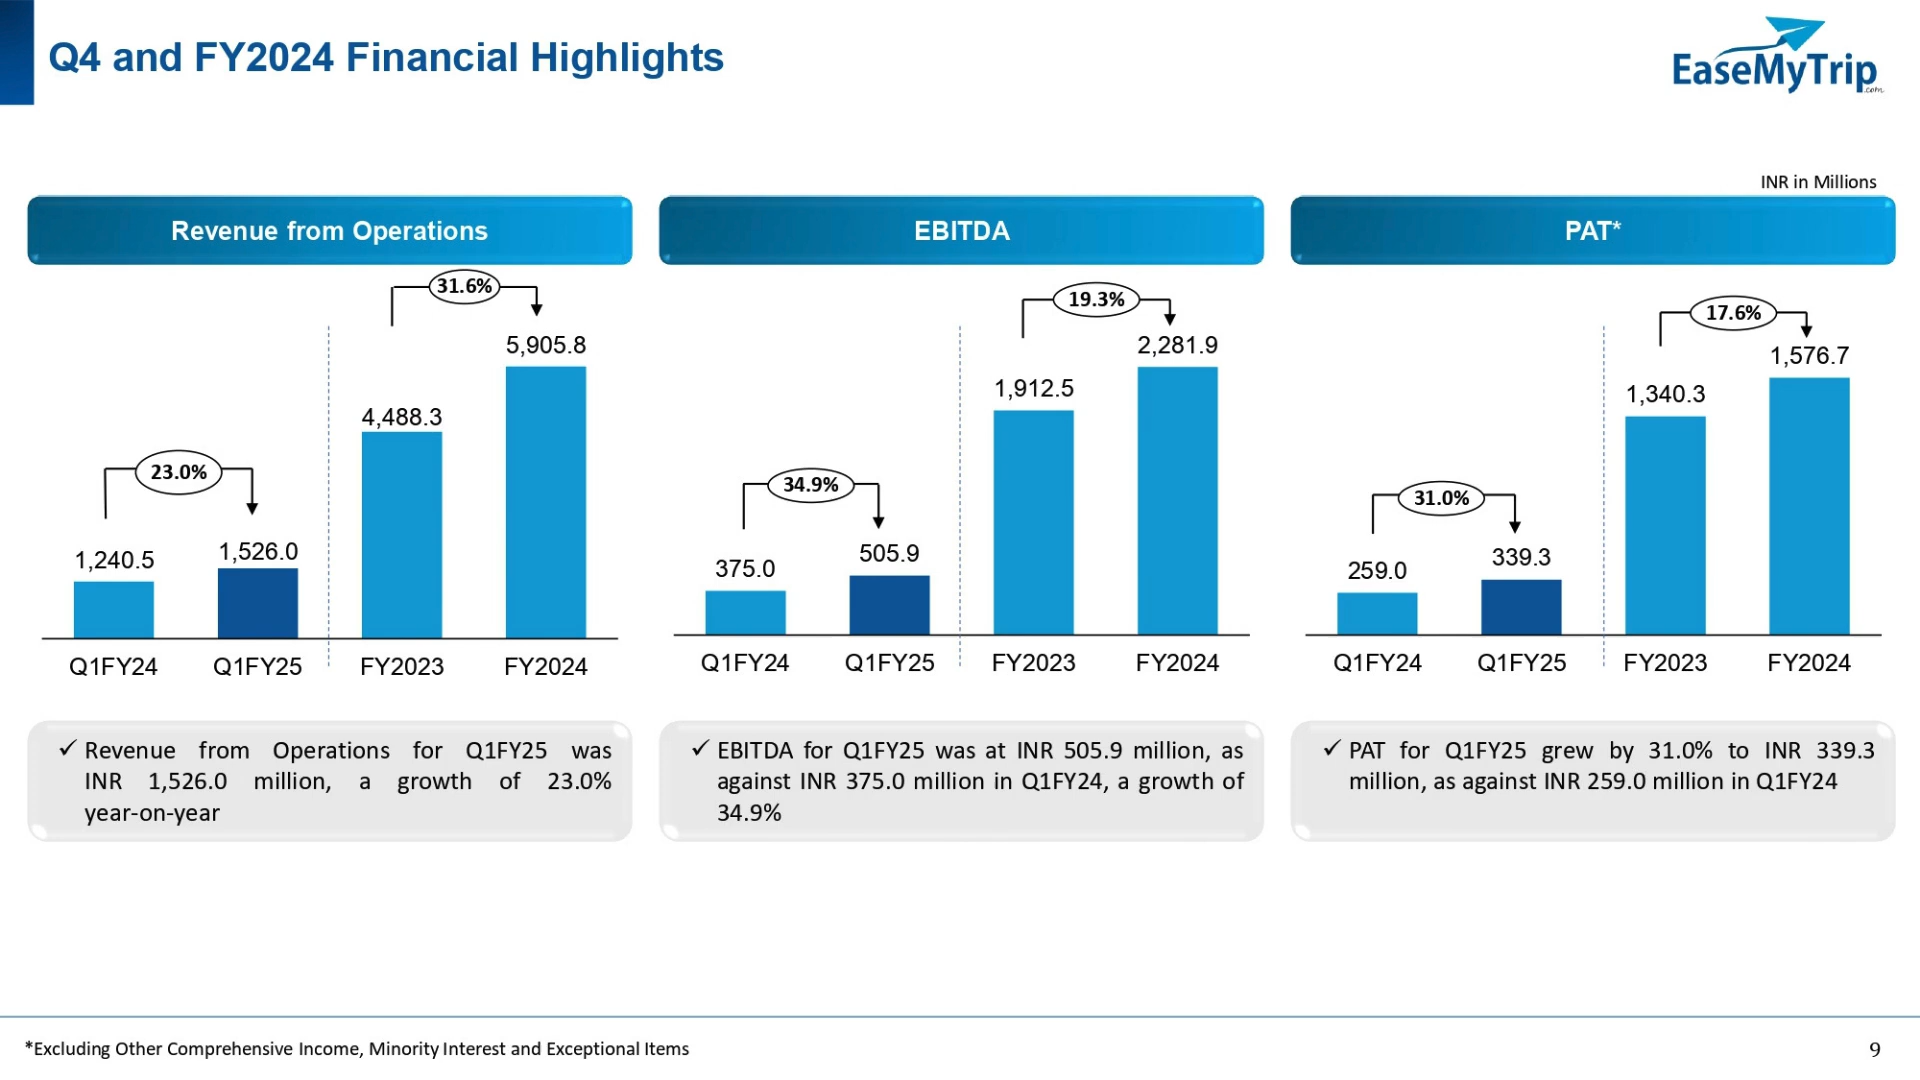 Q4 and FY2024 Financial Highlights
EaseMyTrip
.com
INR in Millions
Revenue from Operations
31.6%
5,905.8
4,488.3
23.0%
1,240.5
1,526.0
Q1FY24
Q1FY25
FY2023
FY2024
EBITDA
19.3%
2,281.9
1,912.5
34.9%
375.0
505.9
Q1FY24
Q1FY25
FY2023
FY2024
PAT*
17.6%
1,576.7
1,340.3
31.0%
259.0
339.3
Q1FY24
Q1FY25
FY2023
FY2024
✓ Revenue from Operations for Q1FY25 was
INR 1,526.0 million, a growth of 23.0%
year-on-year
✓ EBITDA for Q1FY25 was at INR 505.9 million, as
against INR 375.0 million in Q1FY24, a growth of
34.9%
✓ PAT for Q1FY25 grew by 31.0% to INR 339.3
million, as against INR 259.0 million in Q1FY24
*Excluding Other Comprehensive Income, Minority Interest and Exceptional Items
9